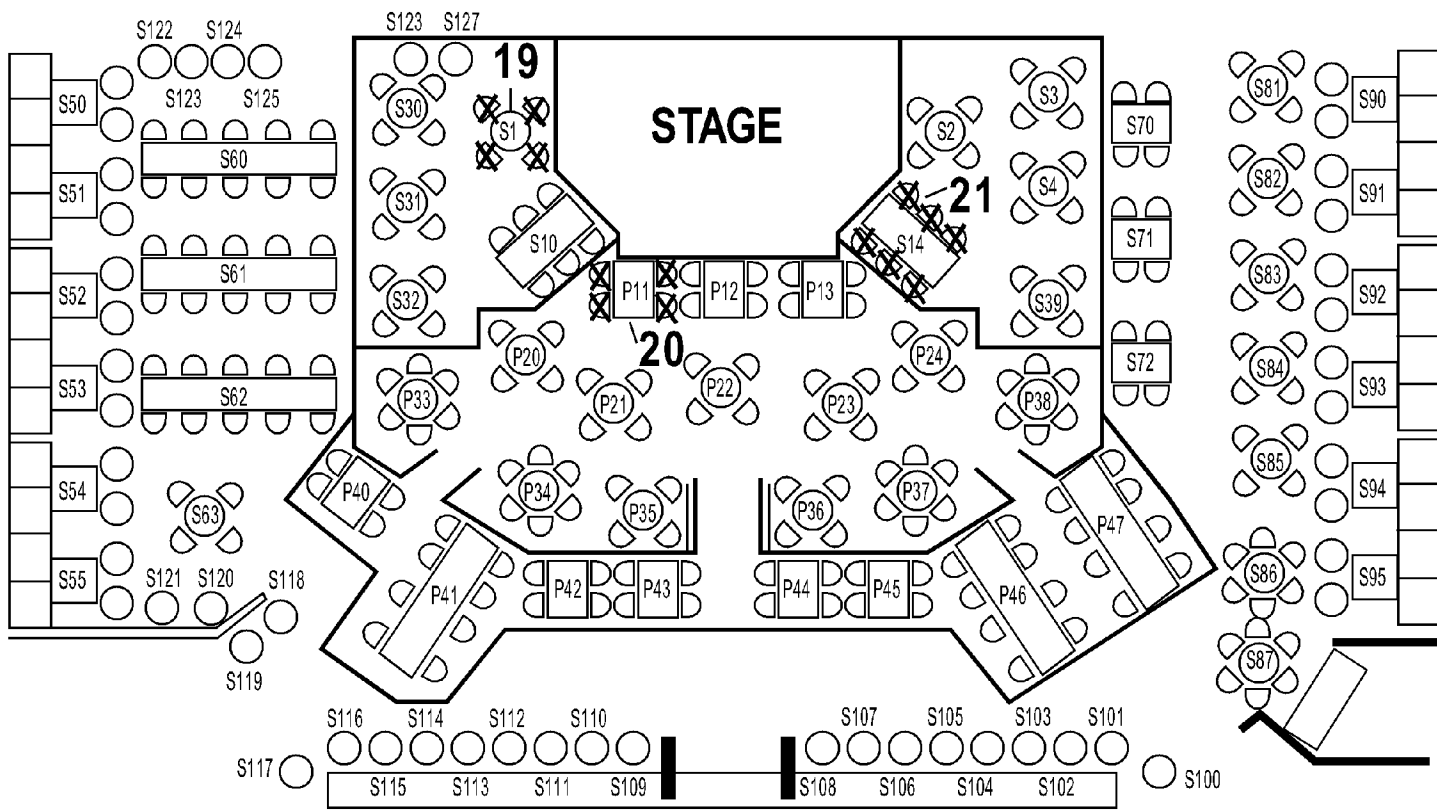 S122 S124 S123 S127
19
S123 S125
STAGE
S50 S30 S1 S2 S3 S70 S81 S90
S60
S51 S31 S10 S14 21 S4 S71 S82 S91
S61
S52 S32 P11 P12 P13 S39 S83 S92
20
S53 S62 P33 P20 P21 P22 P23 P24 P38 S72 S84 S93
S54 S63 P40 P34 P35 P36 P37 P47 S85 S94
S55 S121 S120 S118 P41 P42 P43 P44 P45 P46 S86 S95
S119 S87
S116 S114 S112 S110 S107 S105 S103 S101
S117 S115 S113 S111 S109 S108 S106 S104 S102 S100